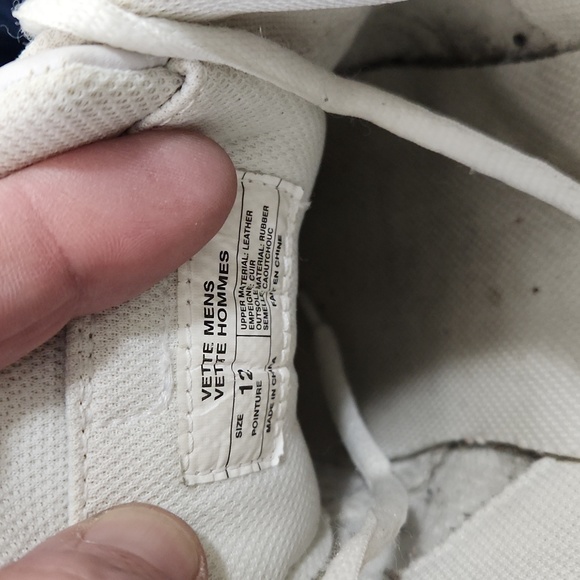 VETTE MENS
VETTE HOMMES
UPPER MATERIAL: LEATHER
EMPEIGNE: CUIR
OUTSOLE MATERIAL: RUBBER
SEMELLE: CAOUTCHOUC
FAIT EN CHINE
SIZE 12
POINTURE
MADE IN CHINA